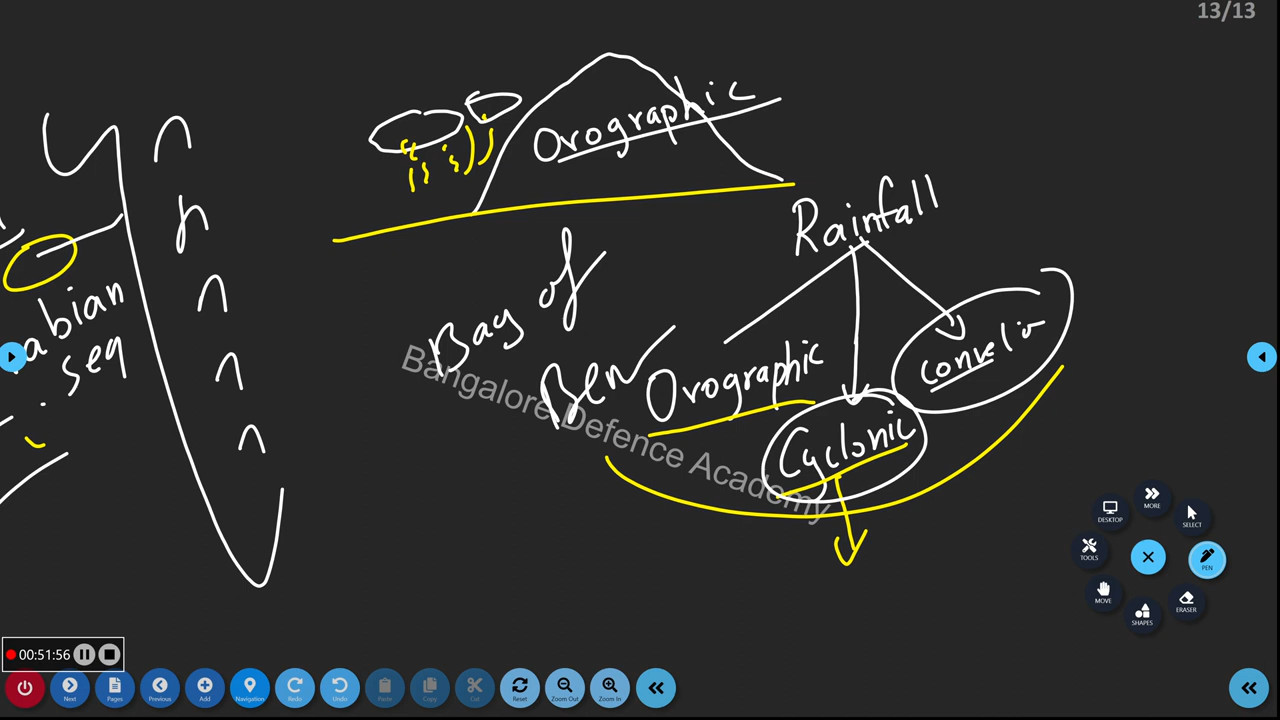 13/13
Orographic
Rainfall
abian
seq
Bay of
Ben
Orographic
Cyclonic
Bangalore Defence Academy
DESKTOP
MORE
SELECT
TOOLS
PEN
MOVE
SHAPES
ERASER
00:51:56
Next
Pages
Previous
Add
Navigation
Redo
Undo
Paste
Copy
Cut
Reset
Zoom Out
Zoom In